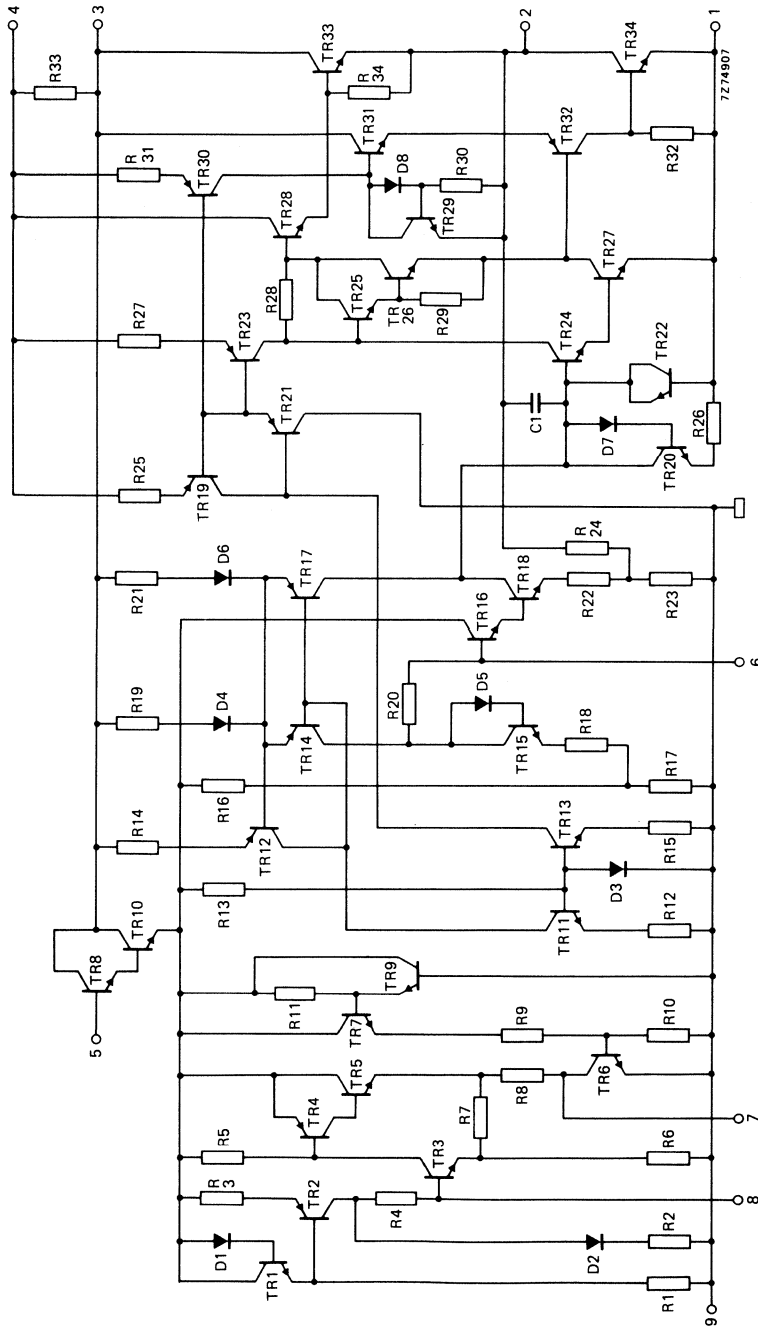 4
3
2
1
7Z74907
R33
TR33
R
34
TR34
TR31
R
31
TR30
D8
R30
TR29
TR32
R32
TR28
R28
TR25
TR
26
R29
TR27
R27
TR23
TR24
TR22
TR21
C1
D7
R26
TR20
R25
TR19
R
24
R21
D6
TR17
TR18
R22
R23
TR16
6
R20
R19
D4
TR14
D5
TR15
R18
R17
R16
R14
TR12
TR13
R15
R13
D3
TR11
R12
TR10
TR8
5
TR9
R11
TR7
R9
R10
TR5
R8
TR6
TR4
R7
7
R5
TR3
R6
R
3
TR2
R4
8
D1
TR1
D2
R2
R1
9